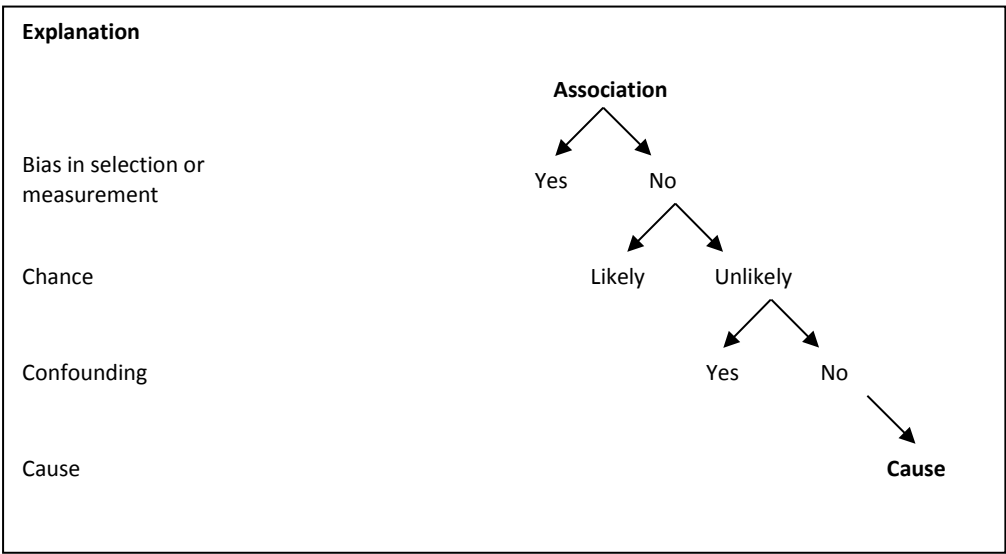 Explanation
Association
Bias in selection or
measurement
Yes No
Chance Likely Unlikely
Confounding Yes No
Cause Cause